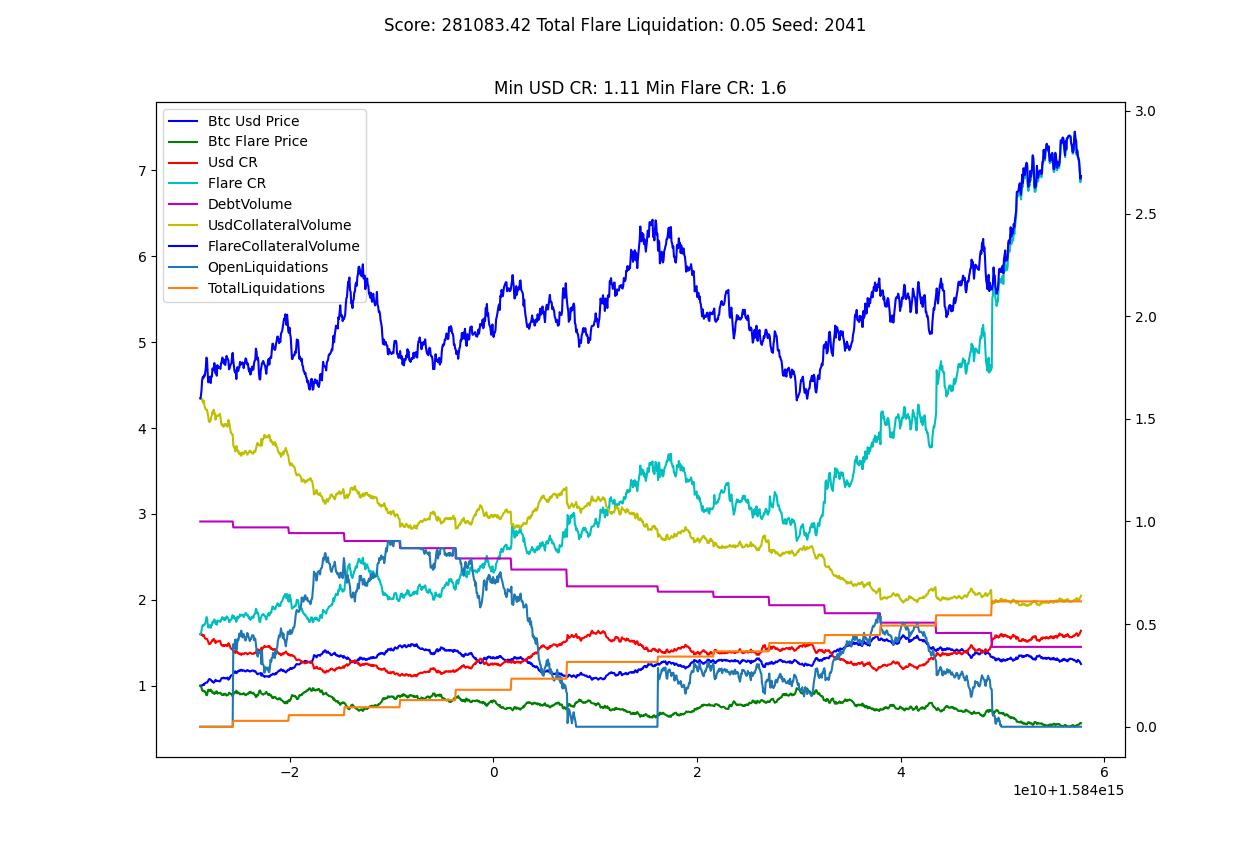 Score: 281083.42 Total Flare Liquidation: 0.05 Seed: 2041
Min USD CR: 1.11 Min Flare CR: 1.6
Btc Usd Price
Btc Flare Price
Usd CR
Flare CR
DebtVolume
UsdCollateralVolume
FlareCollateralVolume
OpenLiquidations
TotalLiquidations
7
6
5
4
3
2
1
3.0
2.5
2.0
1.5
1.0
0.5
0.0
−2 0 2 4 6
1e10+1.584e15